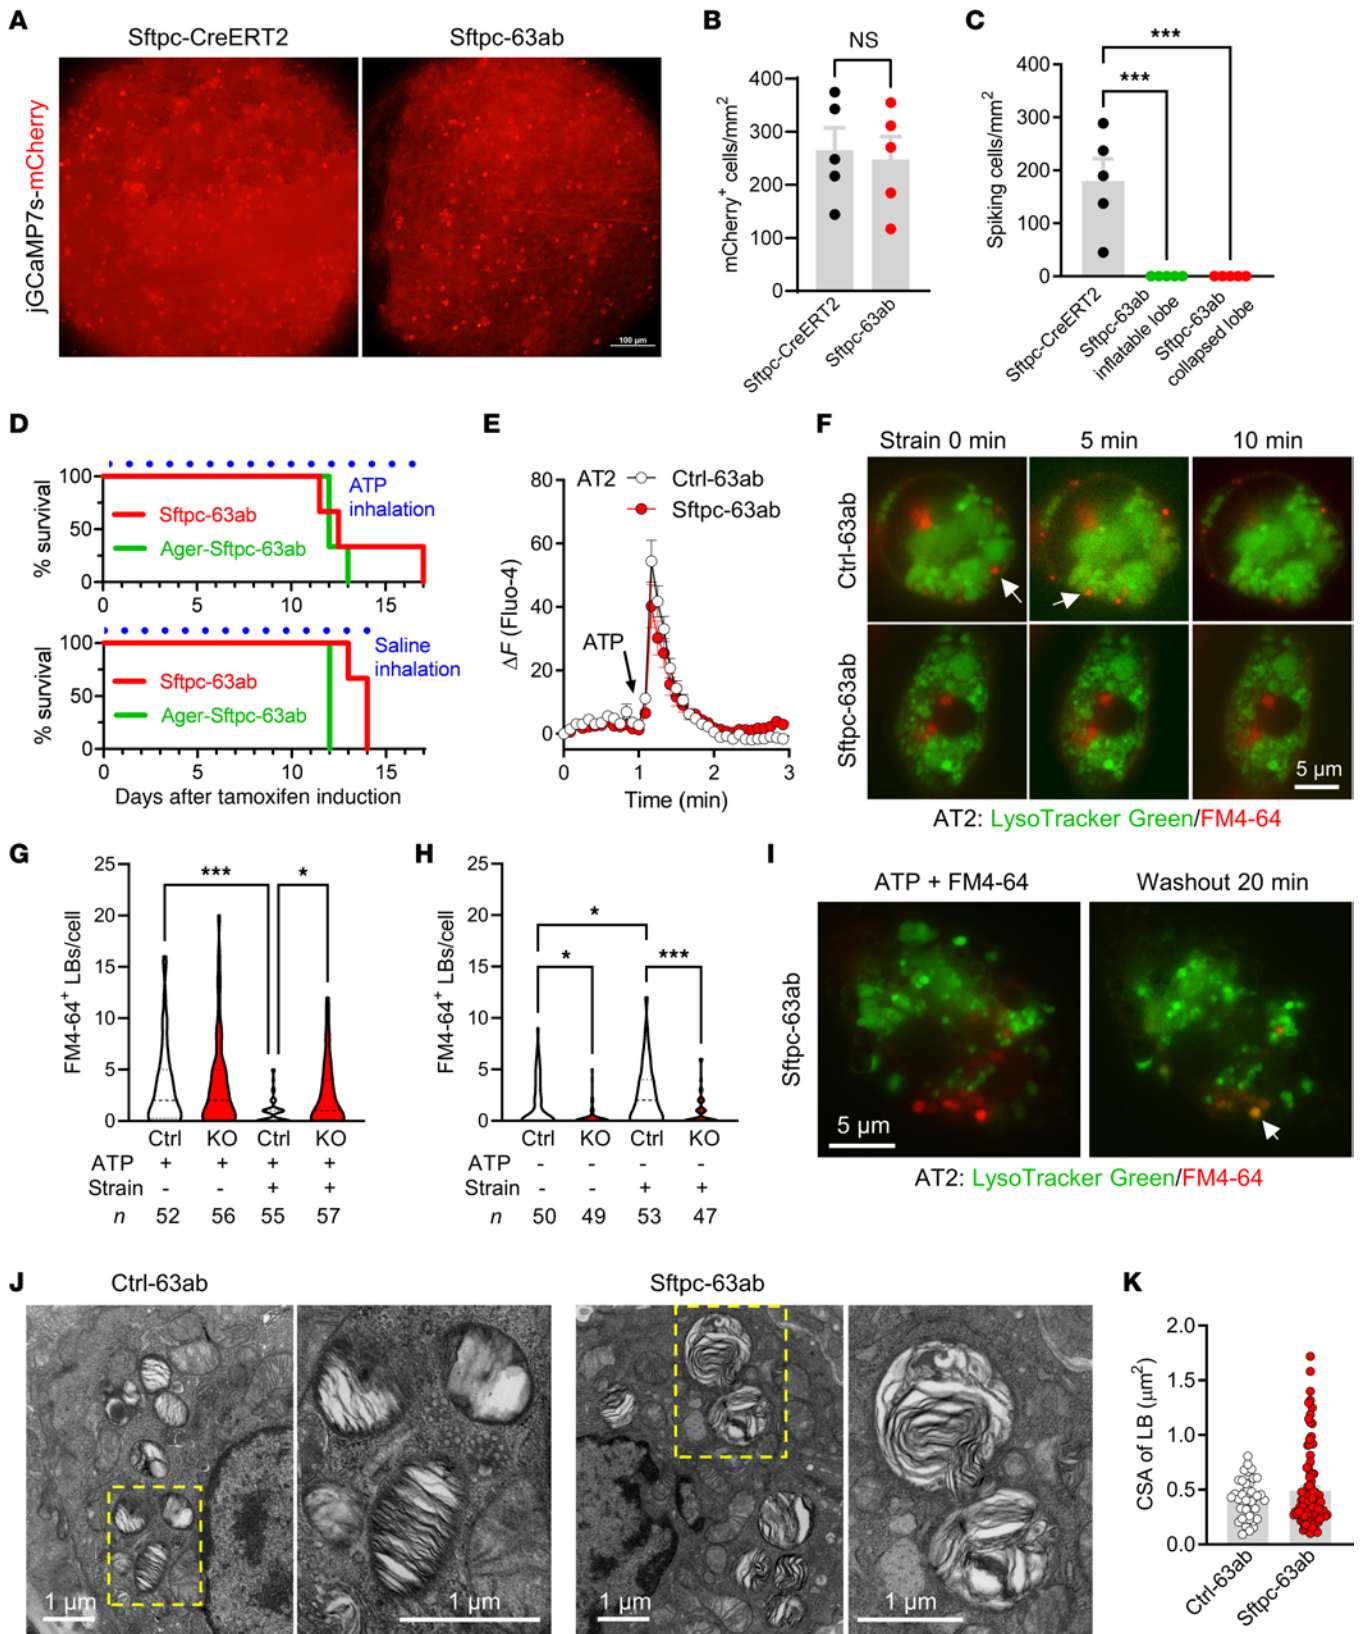 A
Sftpc-CreERT2
Sftpc-63ab
jGCaMP7s-mCherry
100 µm
B
NS
mCherry⁺ cells/mm²
400
300
200
100
0
Sftpc-CreERT2
Sftpc-63ab
C
***
***
Spiking cells/mm²
400
300
200
100
0
Sftpc-CreERT2
Sftpc-63ab
inflatable lobe
Sftpc-63ab
collapsed lobe
D
% survival
100
50
0
ATP
inhalation
Sftpc-63ab
Ager-Sftpc-63ab
0 5 10 15
% survival
100
50
0
Saline
inhalation
Sftpc-63ab
Ager-Sftpc-63ab
0 5 10 15
Days after tamoxifen induction
E
AT2
Ctrl-63ab
Sftpc-63ab
ΔF (Fluo-4)
80
60
40
20
0
ATP
0 1 2 3
Time (min)
F
Strain 0 min 5 min 10 min
Ctrl-63ab
Sftpc-63ab
5 µm
AT2: LysoTracker Green/FM4-64
G
FM4-64⁺ LBs/cell
25
20
15
10
5
0
*** *
Ctrl KO Ctrl KO
ATP + + + +
Strain - - + +
n 52 56 55 57
H
FM4-64⁺ LBs/cell
25
20
15
10
5
0
*
* ***
Ctrl KO Ctrl KO
ATP - - - -
Strain - - + +
n 50 49 53 47
I
ATP + FM4-64 Washout 20 min
Sftpc-63ab
5 µm
AT2: LysoTracker Green/FM4-64
J
Ctrl-63ab
Sftpc-63ab
1 µm
1 µm
1 µm
1 µm
K
CSA of LB (µm²)
2.0
1.5
1.0
0.5
0.0
Ctrl-63ab
Sftpc-63ab